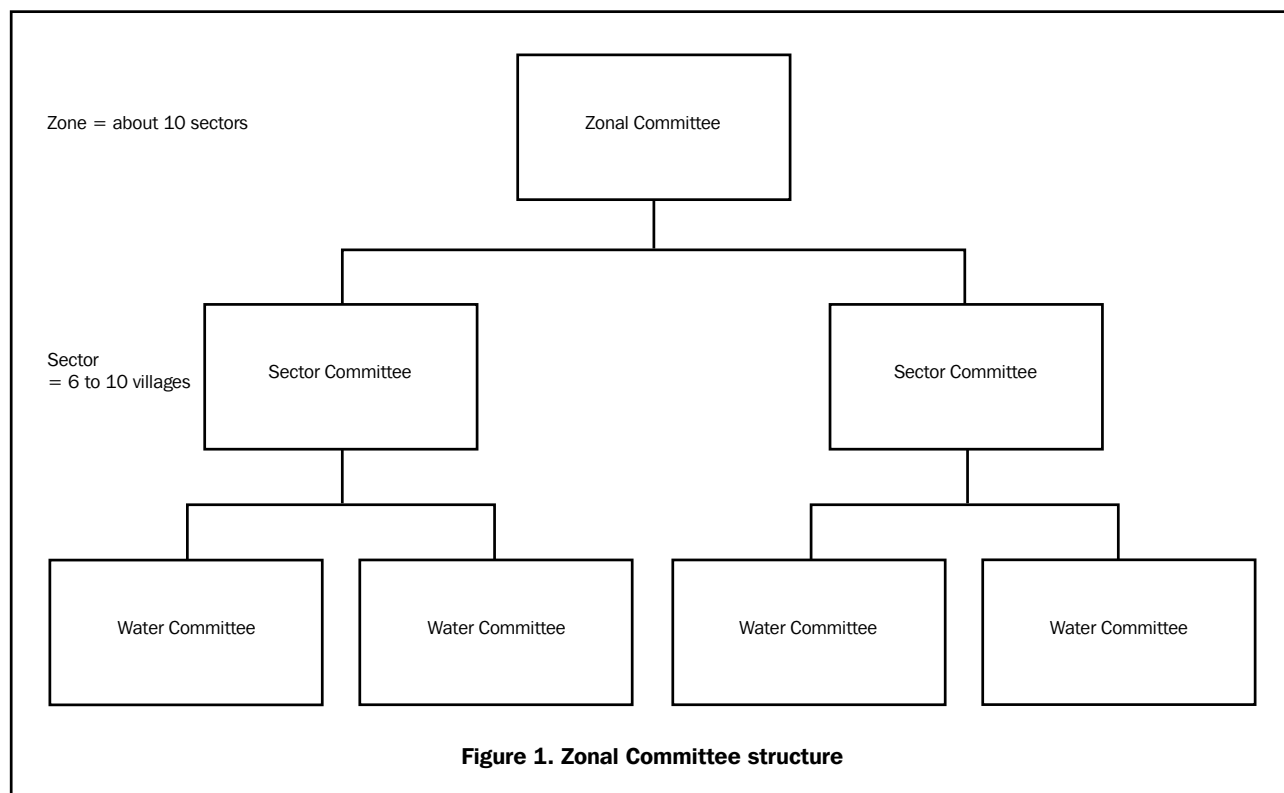 Zone = about 10 sectors
Zonal Committee
Sector
= 6 to 10 villages
Sector Committee
Sector Committee
Water Committee
Water Committee
Water Committee
Water Committee
Figure 1. Zonal Committee structure